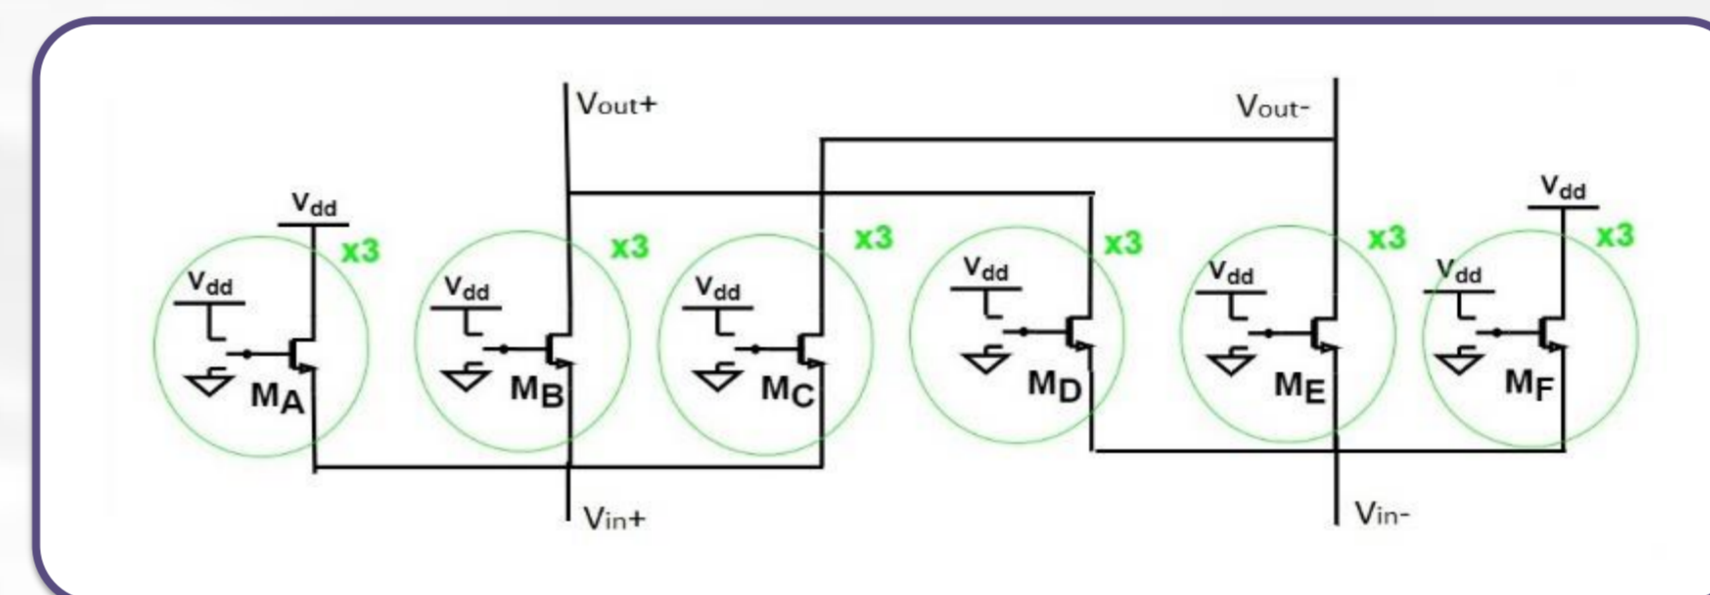 Vout+
Vout-
Vdd
Vdd
x3
x3
x3
x3
x3
x3
Vdd
Vdd
Vdd
Vdd
Vdd
Vdd
MA
MB
MC
MD
ME
MF
Vin+
Vin-